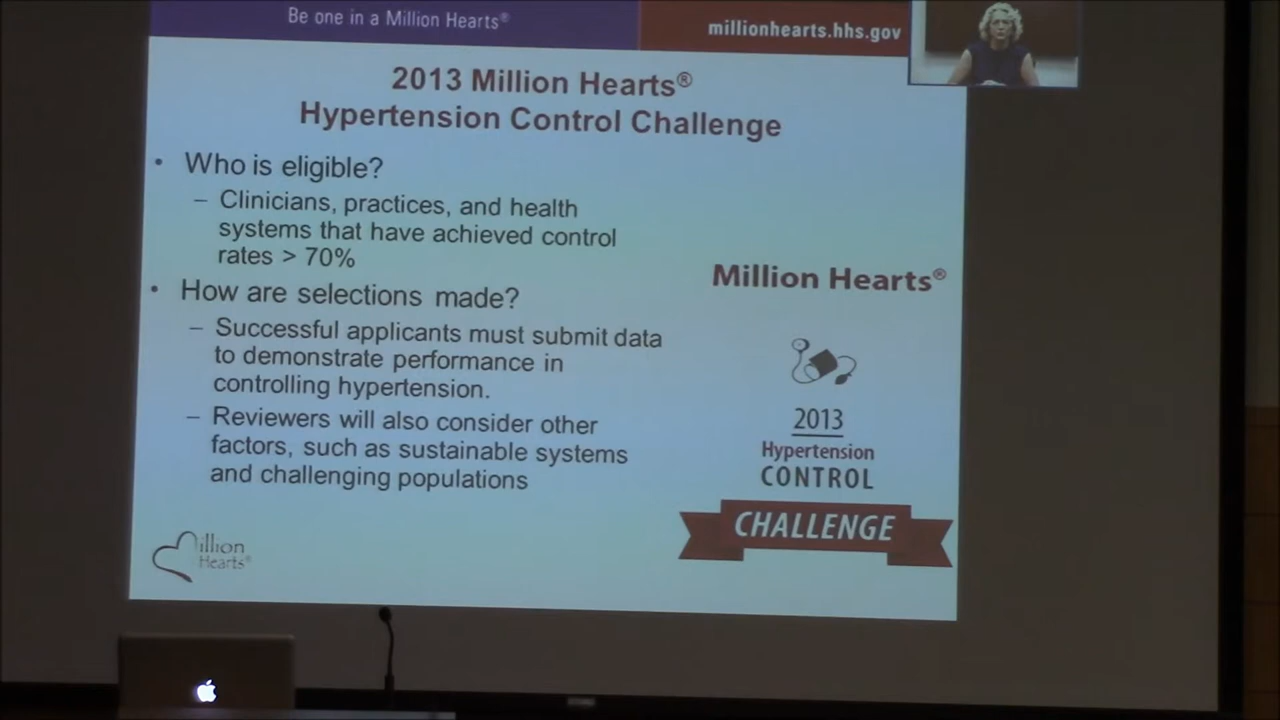 Be one in a Million Hearts®
millionhearts.hhs.gov
2013 Million Hearts®
Hypertension Control Challenge
• Who is eligible?
– Clinicians, practices, and health
systems that have achieved control
rates > 70%
• How are selections made?
– Successful applicants must submit data
to demonstrate performance in
controlling hypertension.
– Reviewers will also consider other
factors, such as sustainable systems
and challenging populations
Million Hearts®
2013
Hypertension
CONTROL
CHALLENGE
Million
Hearts®